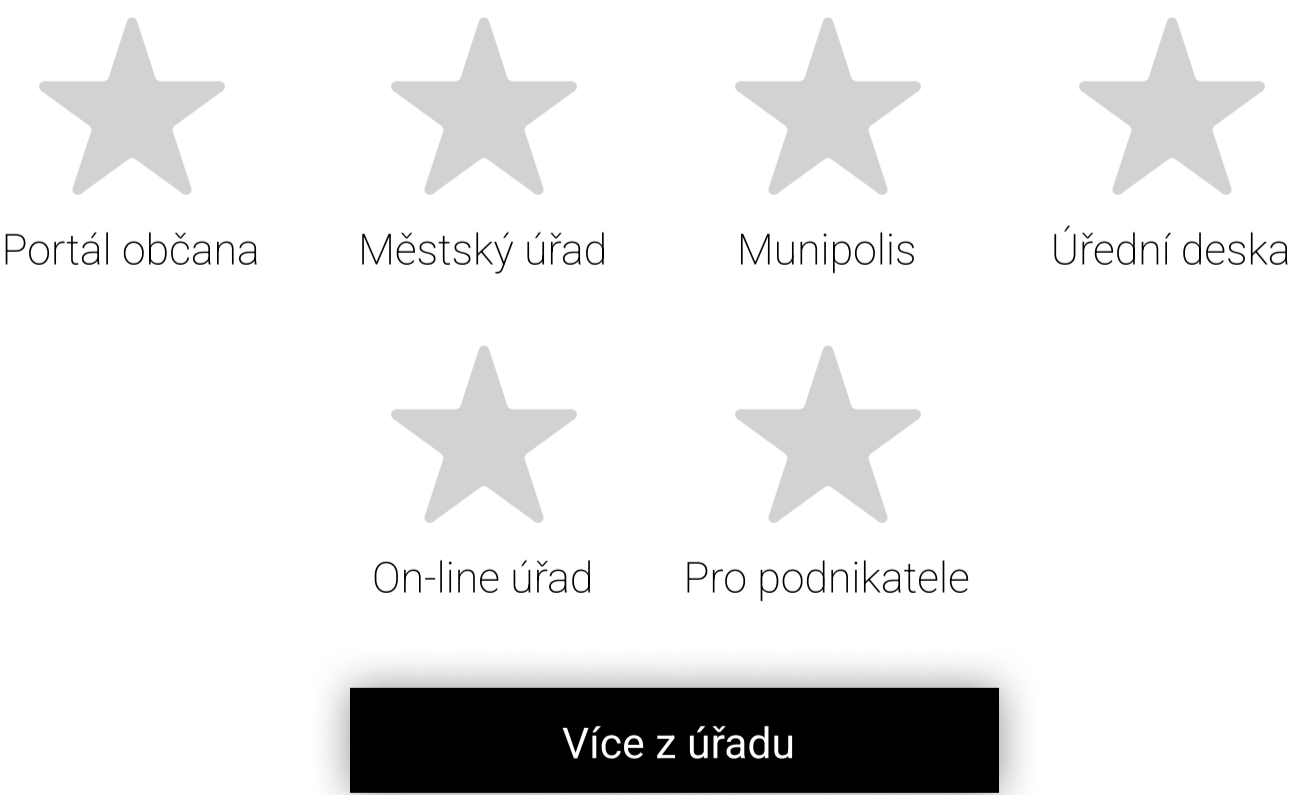 Portál občana
Městský úřad
Munipolis
Úřední deska
On-line úřad
Pro podnikatele
Více z úřadu